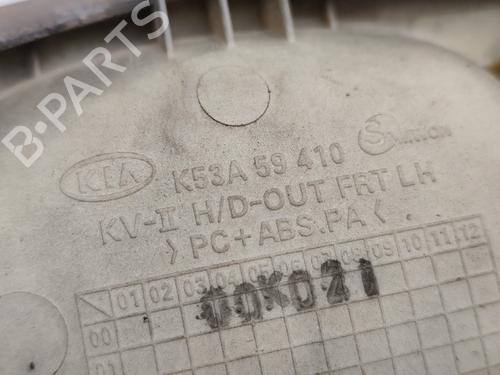 B-PARTS
KIA K53A 59 410
KV-II H/D-OUT FRT LH
> PC+ABS.PA <
01 02 03 04 05 06 07 08 09 10 11 12
00
00K021